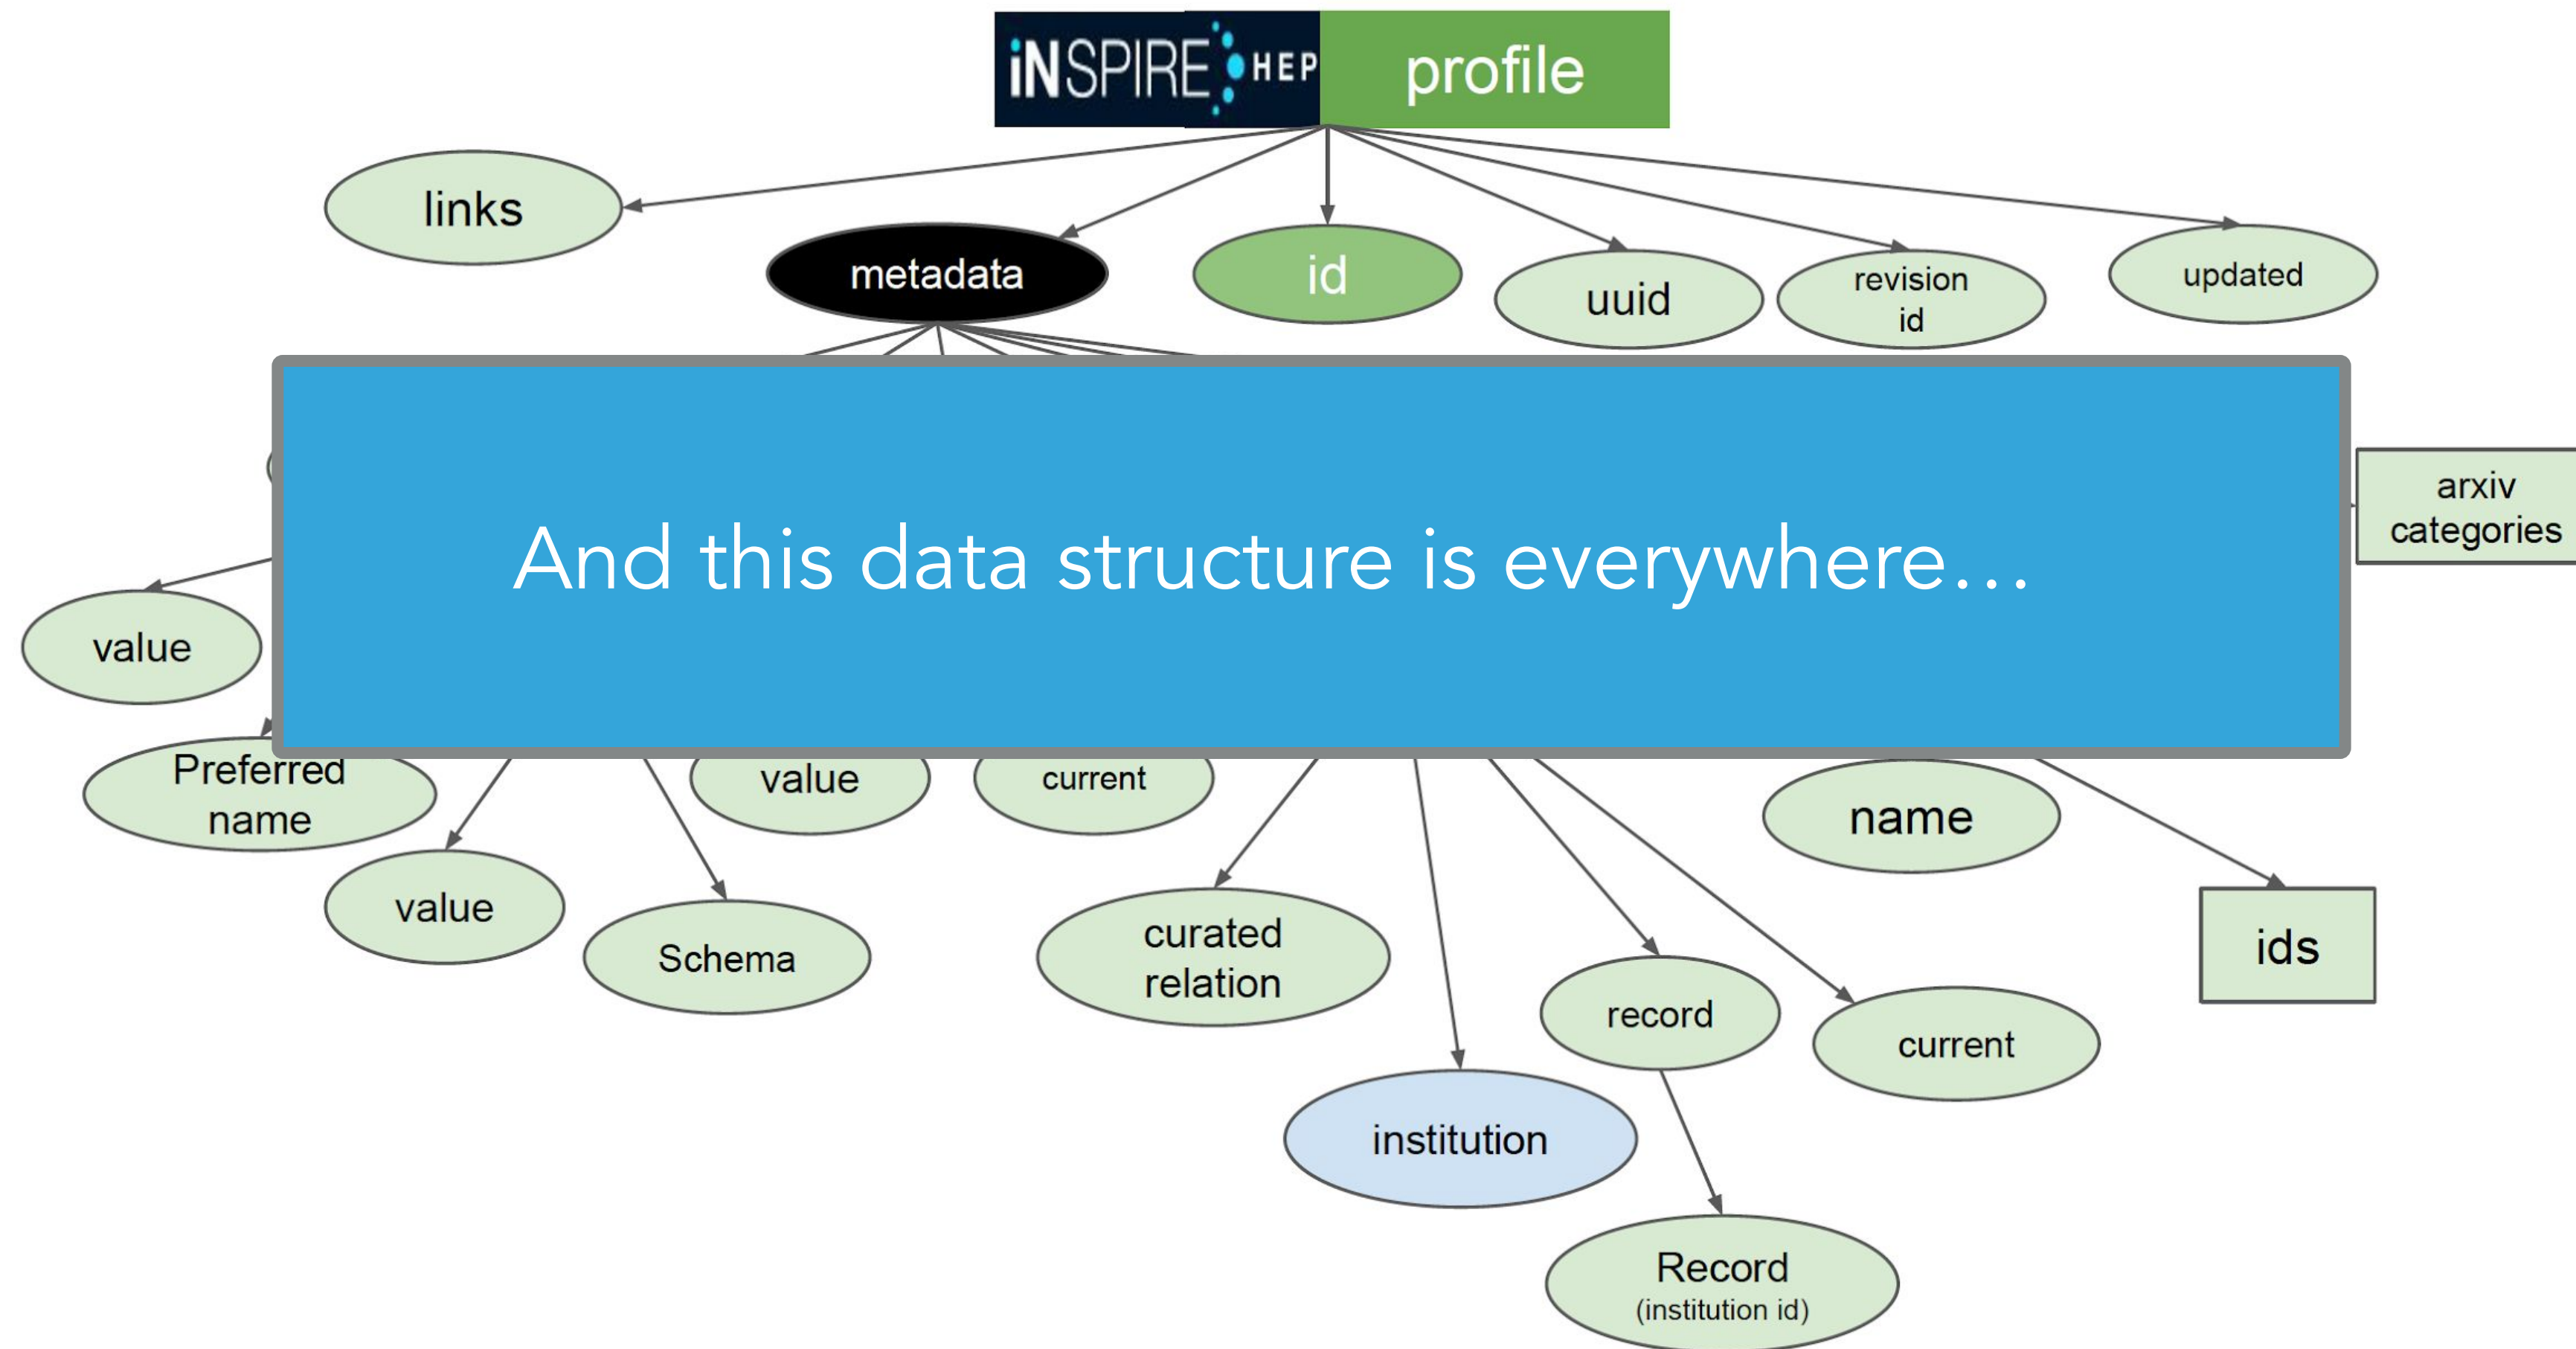 iNSPIRE HEP
profile
links
metadata
id
uuid
revision
id
updated
And this data structure is everywhere...
arxiv
categories
value
Preferred
name
value
current
name
value
Schema
curated
relation
record
current
ids
institution
Record
(institution id)